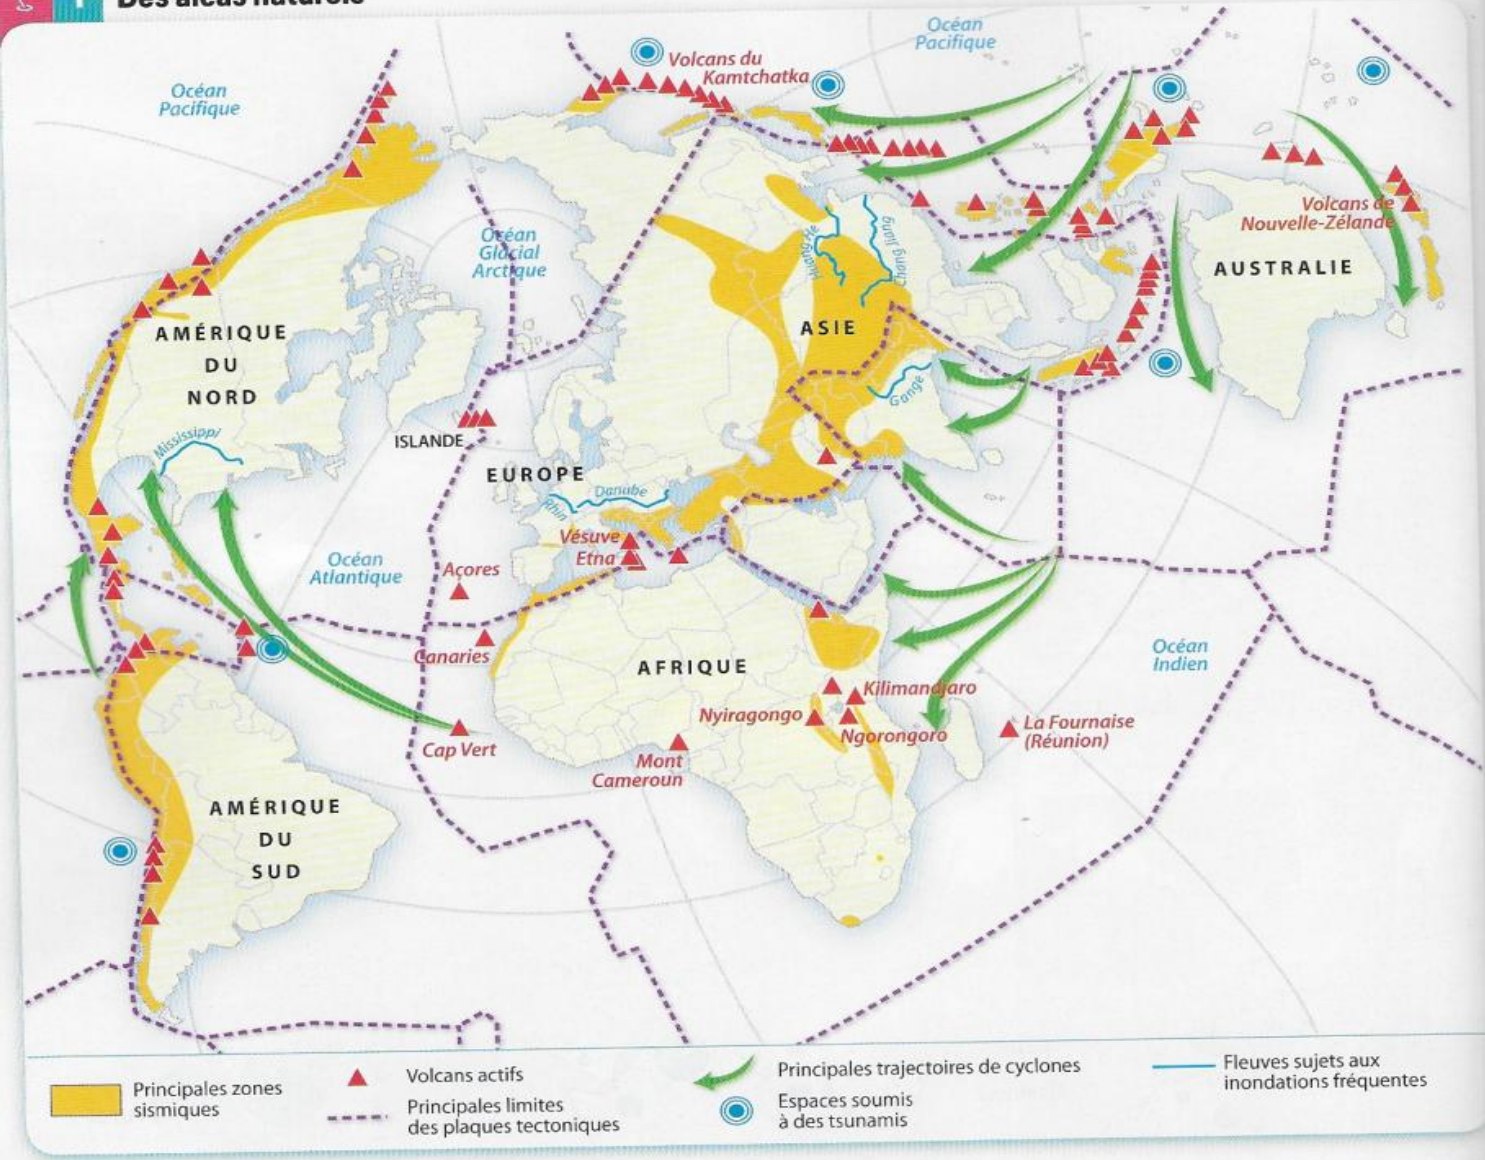 1 Des aléas naturels
Océan
Pacifique
Océan
Pacifique
Volcans du
Kamtchatka
Océan
Glacial
Arctique
Huang He
Chang Jiang
Volcans de
Nouvelle-Zélande
AUSTRALIE
AMÉRIQUE
DU
NORD
ASIE
Gange
Mississippi
ISLANDE
EUROPE
Danube
Rhin
Vésuve
Etna
Océan
Atlantique
Açores
Canaries
AFRIQUE
Océan
Indien
Kilimandjaro
Nyiragongo
Ngorongoro
La Fournaise
(Réunion)
Cap Vert
Mont
Cameroun
AMÉRIQUE
DU
SUD
Principales zones
sismiques
Volcans actifs
Principales limites
des plaques tectoniques
Principales trajectoires de cyclones
Espaces soumis
à des tsunamis
Fleuves sujets aux
inondations fréquentes